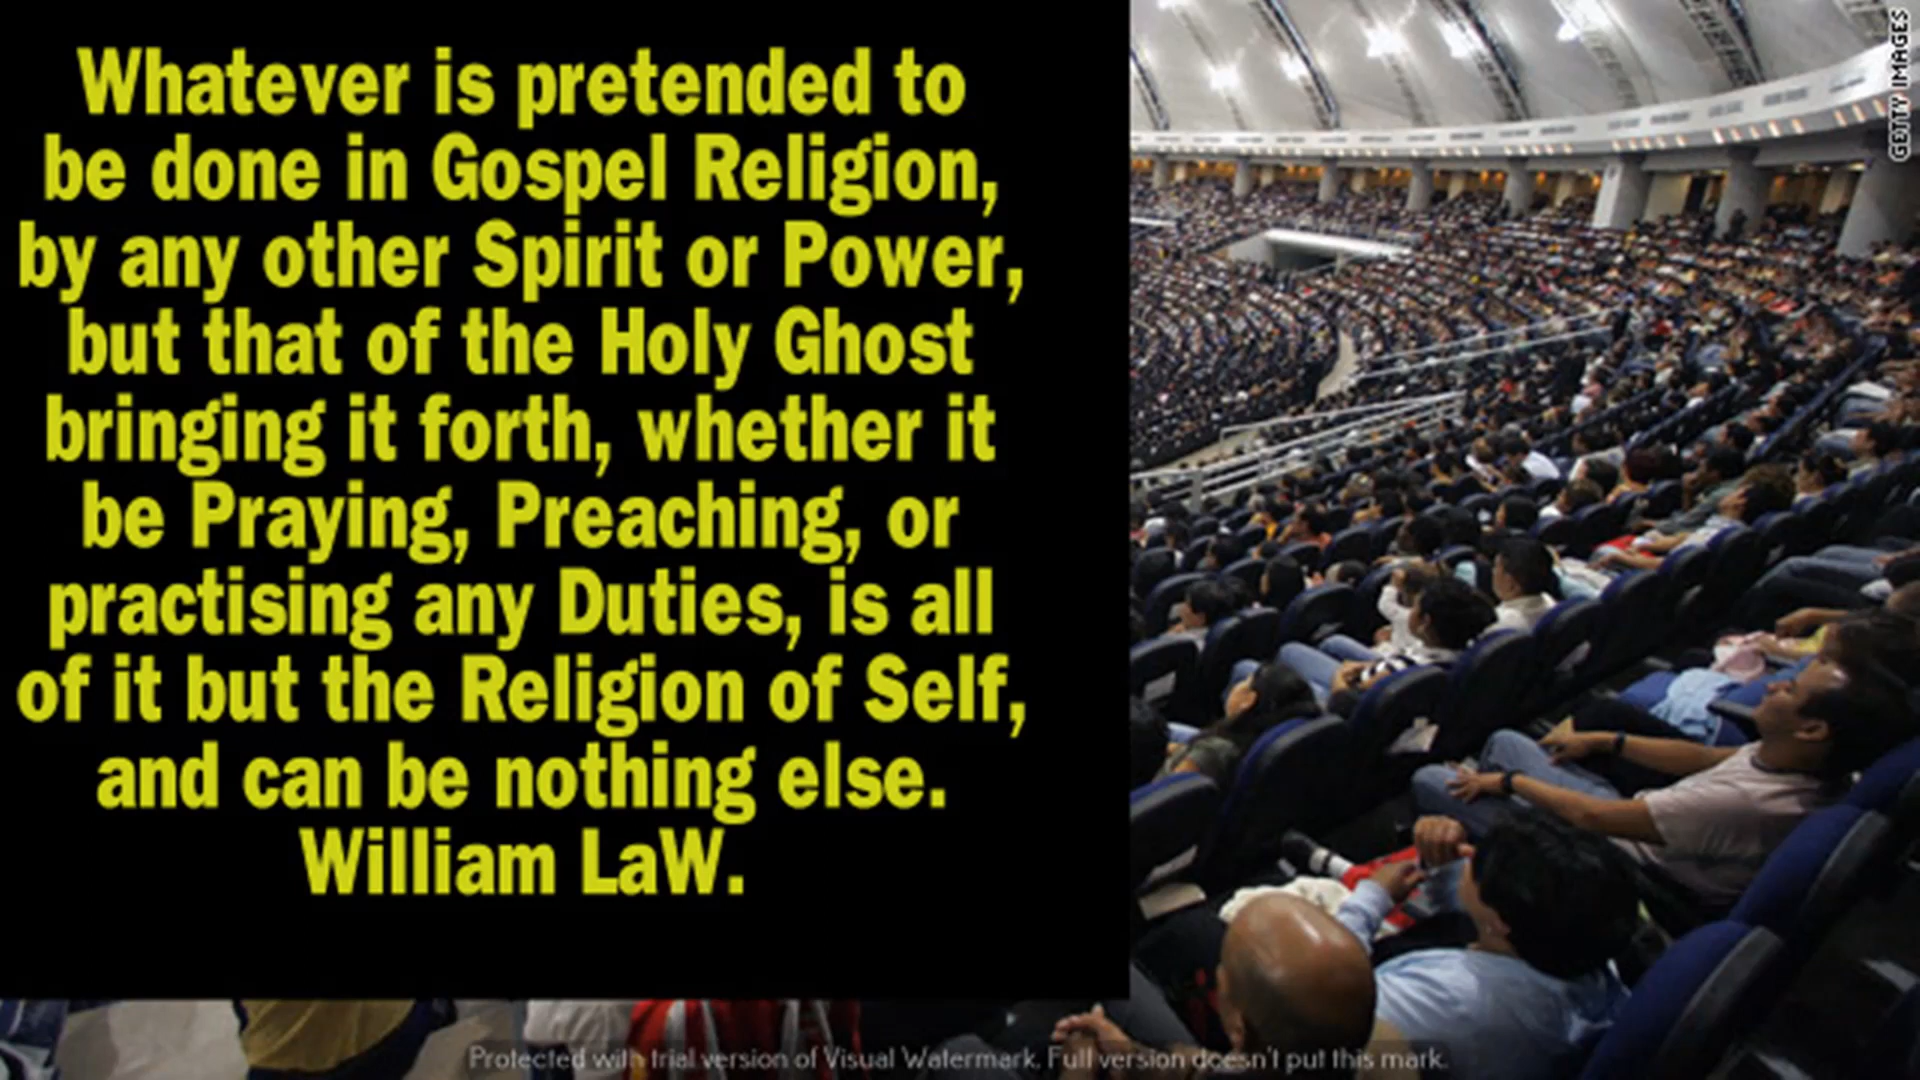 Whatever is pretended to
be done in Gospel Religion,
by any other Spirit or Power,
but that of the Holy Ghost
bringing it forth, whether it
be Praying, Preaching, or
practising any Duties, is all
of it but the Religion of Self,
and can be nothing else.
William LaW.
GETTY IMAGES
Protected with trial version of Visual Watermark. Full version doesn't put this mark.